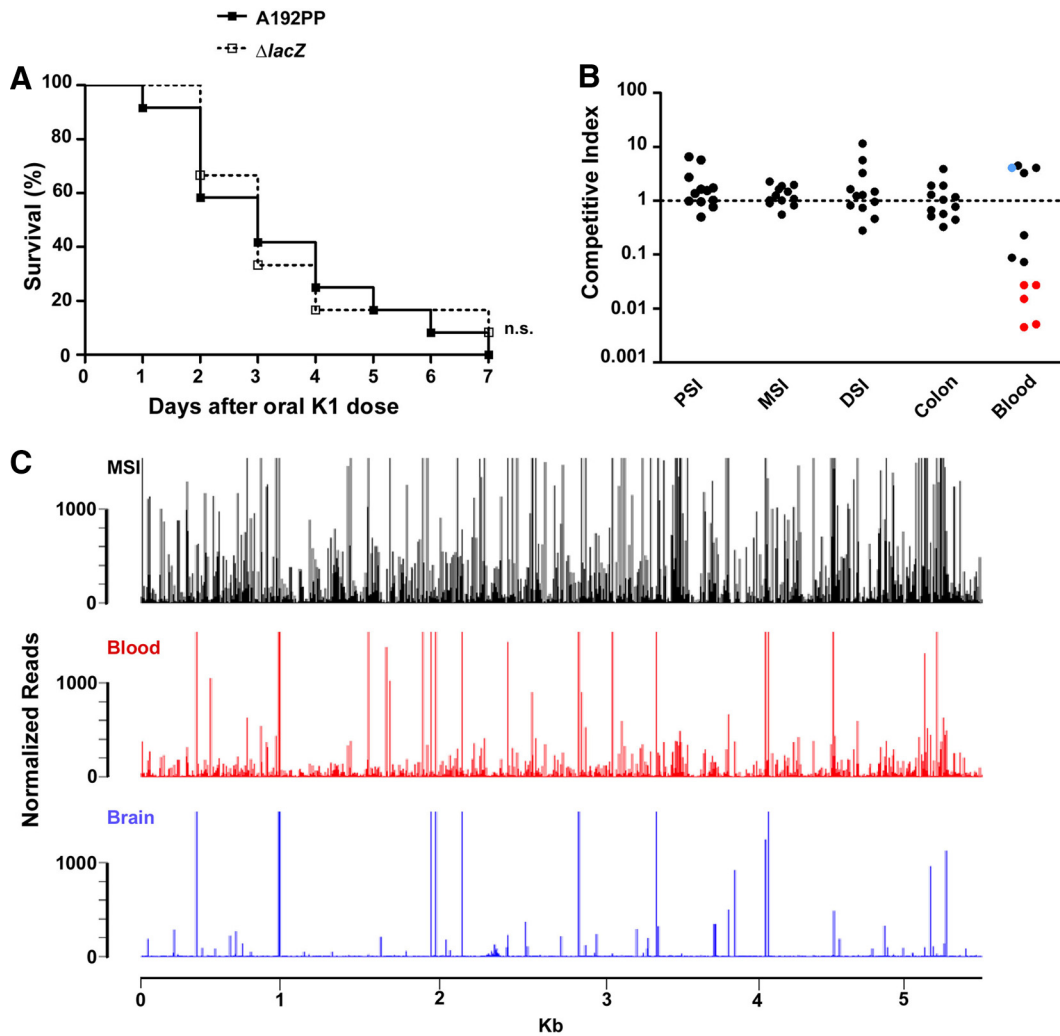 A192PP
ΔlacZ
A
100
80
60
40
20
0
Survival (%)
0 1 2 3 4 5 6 7
Days after oral K1 dose
n.s.
B
100
10
1
0.1
0.01
0.001
Competitive Index
PSI
MSI
DSI
Colon
Blood
C
MSI
1000
0
Blood
1000
0
Brain
1000
0
Normalized Reads
0 1 2 3 4 5
Kb